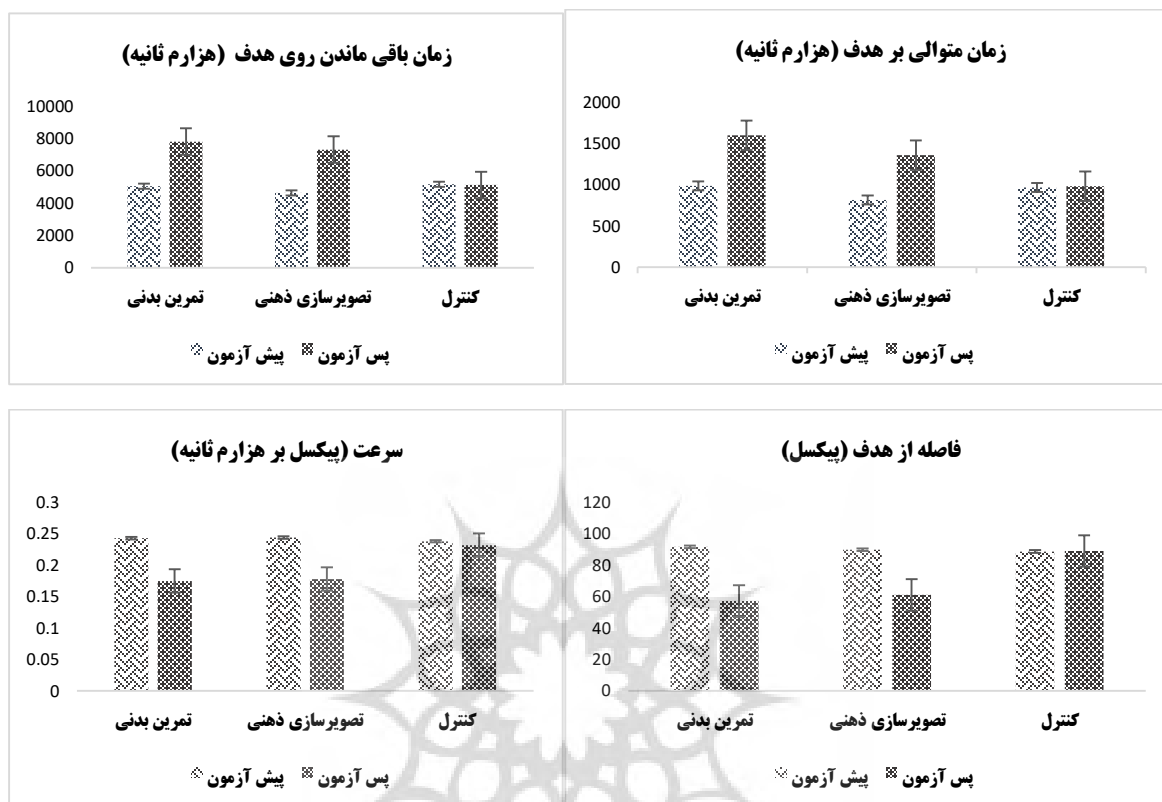 زمان باقی ماندن روی هدف (هزارم ثانیه)
10000
8000
6000
4000
2000
0
تمرین بدنی تصویرسازی ذهنی کنترل
پیش آزمون پس آزمون
زمان متوالی بر هدف (هزارم ثانیه)
2000
1500
1000
500
0
تمرین بدنی تصویرسازی ذهنی کنترل
پیش آزمون پس آزمون
سرعت (پیکسل بر هزارم ثانیه)
0.3
0.25
0.2
0.15
0.1
0.05
0
تمرین بدنی تصویرسازی ذهنی کنترل
پیش آزمون پس آزمون
فاصله از هدف (پیکسل)
120
100
80
60
40
20
0
تمرین بدنی تصویرسازی ذهنی کنترل
پیش آزمون پس آزمون